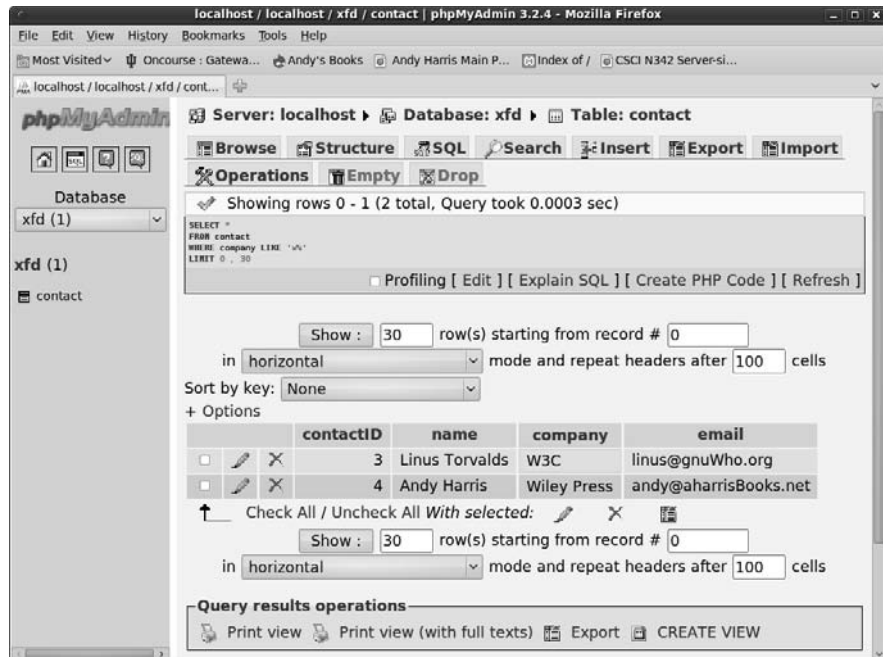 localhost / localhost / xfd / contact | phpMyAdmin 3.2.4 - Mozilla Firefox
File Edit View History Bookmarks Tools Help
Most Visited Oncourse : Gatewa... Andy's Books Andy Harris Main P... Index of / CSCI N342 Server-si...
localhost / localhost / xfd / cont...
phpMyAdmin
Database
xfd (1)
xfd (1)
contact
Server: localhost Database: xfd Table: contact
Browse Structure SQL Search Insert Export Import
Operations Empty Drop
Showing rows 0 - 1 (2 total, Query took 0.0003 sec)
SELECT *
FROM contact
WHERE company LIKE 'w%'
LIMIT 0 , 30
Profiling [ Edit ] [ Explain SQL ] [ Create PHP Code ] [ Refresh ]
Show : 30 row(s) starting from record # 0
in horizontal mode and repeat headers after 100 cells
Sort by key: None
+ Options
contactID name company email
3 Linus Torvalds W3C linus@gnuWho.org
4 Andy Harris Wiley Press andy@aharrisBooks.net
Check All / Uncheck All With selected:
Show : 30 row(s) starting from record # 0
in horizontal mode and repeat headers after 100 cells
Query results operations
Print view Print view (with full texts) Export CREATE VIEW